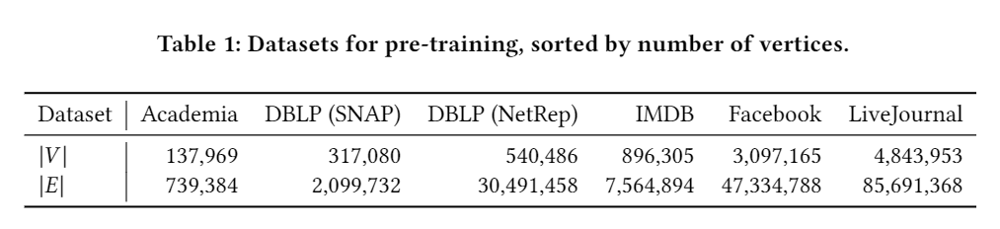 Table 1: Datasets for pre-training, sorted by number of vertices.
Dataset Academia DBLP (SNAP) DBLP (NetRep) IMDB Facebook LiveJournal
|V| 137,969 317,080 540,486 896,305 3,097,165 4,843,953
|E| 739,384 2,099,732 30,491,458 7,564,894 47,334,788 85,691,368